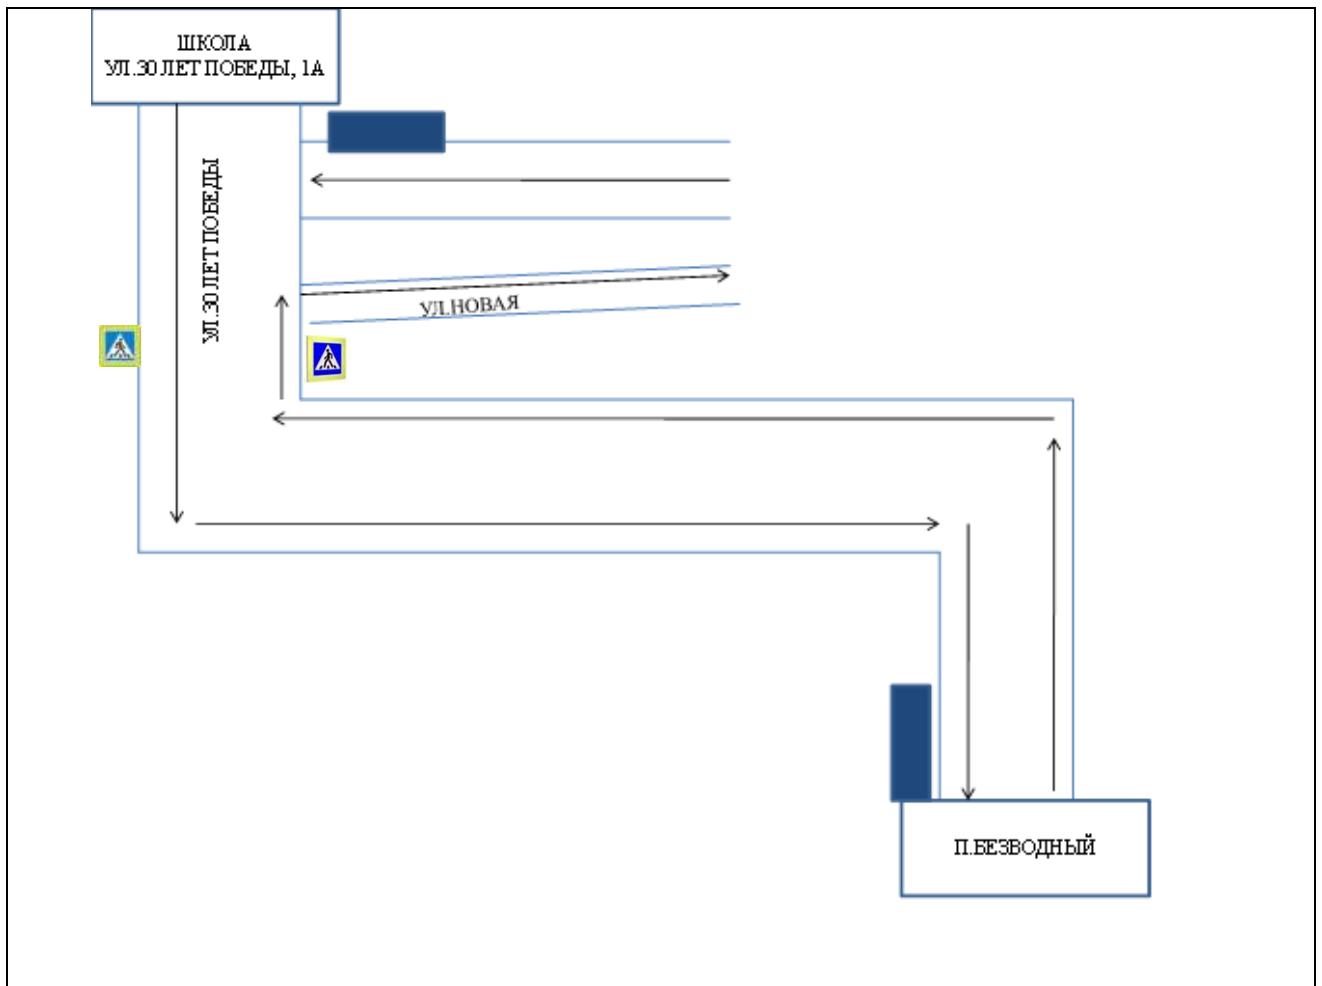 ШКОЛА
УЛ.30 ЛЕТ ПОБЕДЫ, 1А
УЛ.30 ЛЕТ ПОБЕДЫ
УЛ.НОВАЯ
П.БЕЗВОДНЫЙ